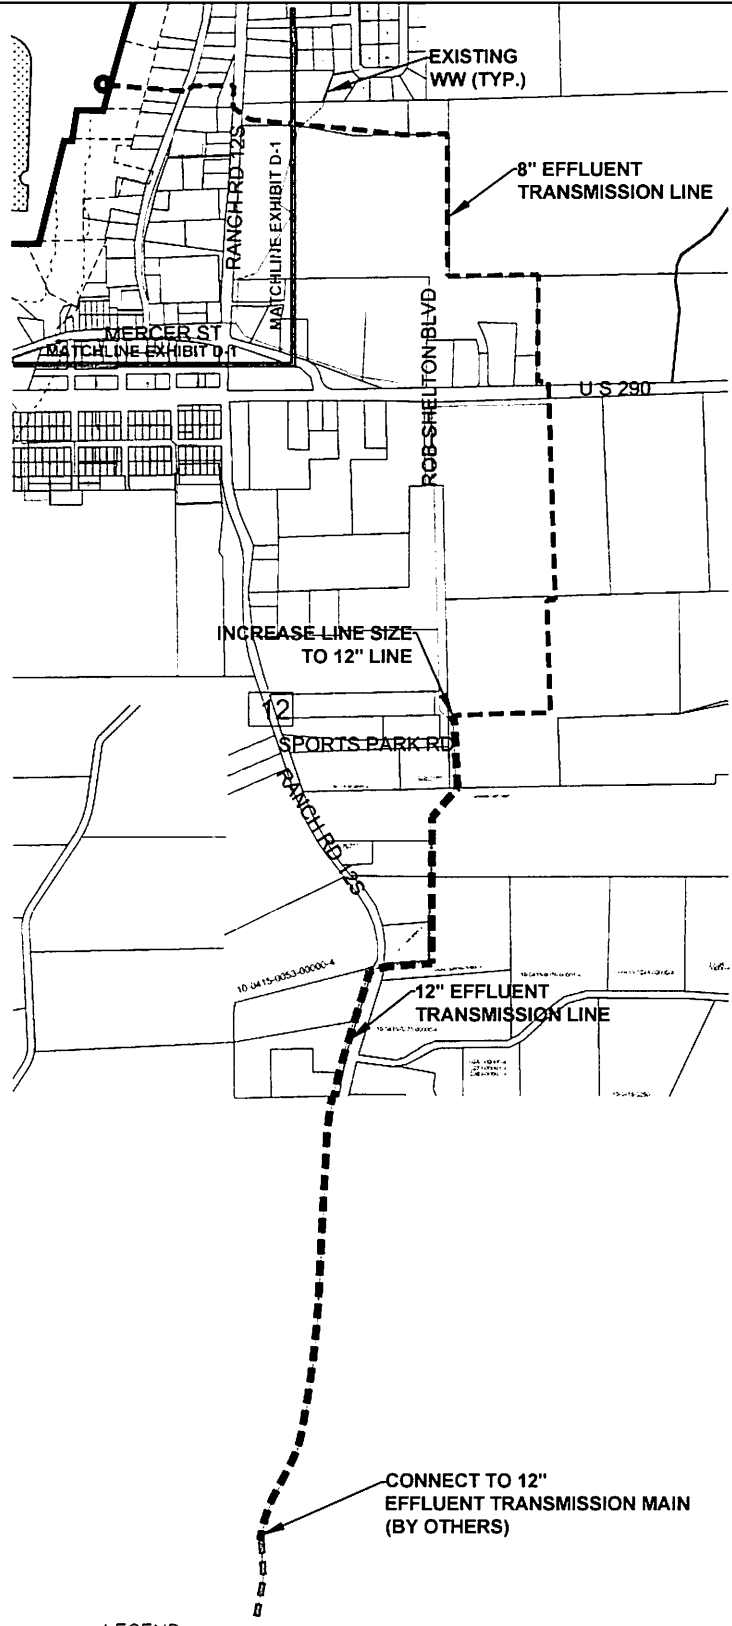 EXISTING
WW (TYP.)
8" EFFLUENT
TRANSMISSION LINE
RANCH RD 12S
MATCHLINE EXHIBIT D-1
ROB SHELTON BLVD
MERCER ST
MATCHLINE EXHIBIT D-1
U S 290
INCREASE LINE SIZE
TO 12" LINE
12
SPORTS PARK RD
RANCH RD 12S
10-0415-0053-00000-4
12" EFFLUENT
TRANSMISSION LINE
CONNECT TO 12"
EFFLUENT TRANSMISSION MAIN
(BY OTHERS)
LEGEND